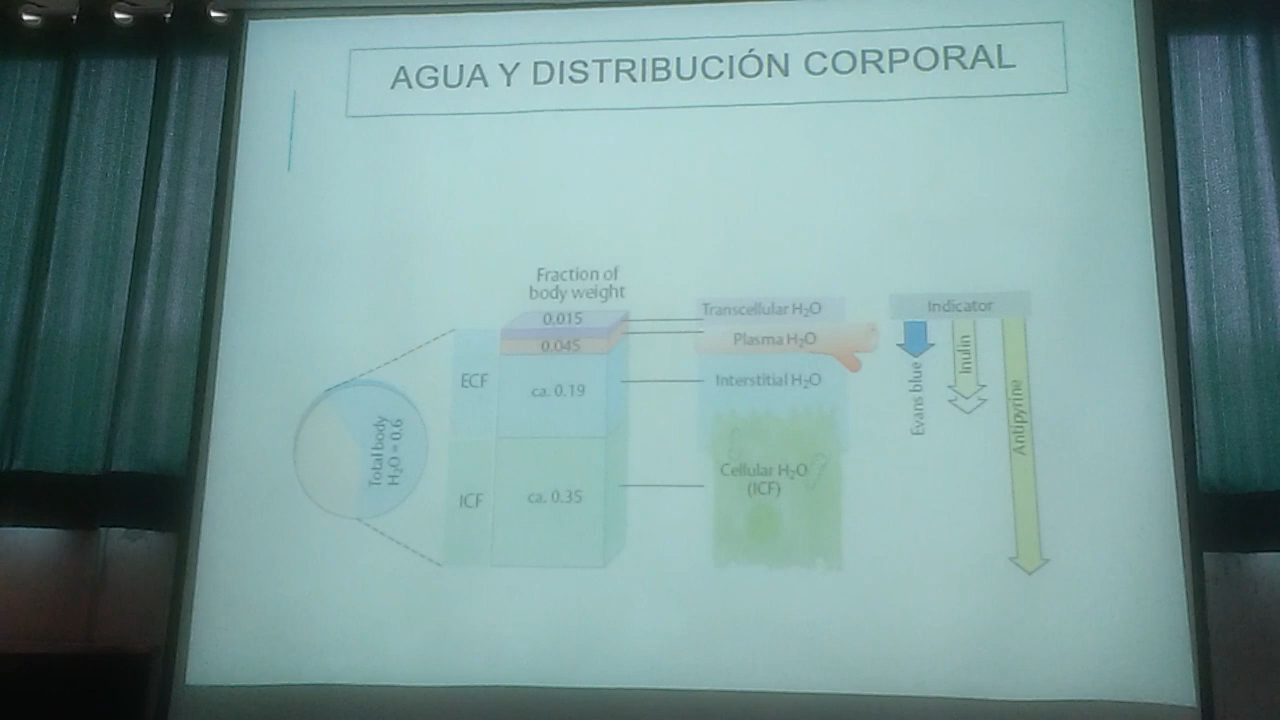 AGUA Y DISTRIBUCIÓN CORPORAL
Fraction of
body weight
0.015
0.045
ca. 0.19
ca. 0.35
ECF
ICF
Total body
H₂O = 0.6
Transcellular H₂O
Plasma H₂O
Interstitial H₂O
Cellular H₂O
(ICF)
Indicator
Evans blue
Inulin
Antipyrine